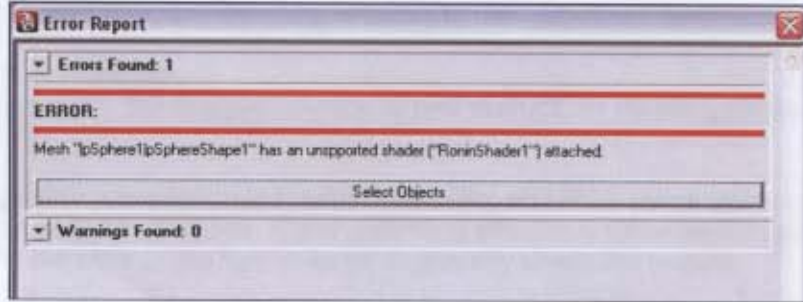 Error Report
Errors Found: 1
ERROR:
Mesh "|pSphere1|pSphereShape1" has an unspported shader ("RoninShader1") attached.
Select Objects
Warnings Found: 0